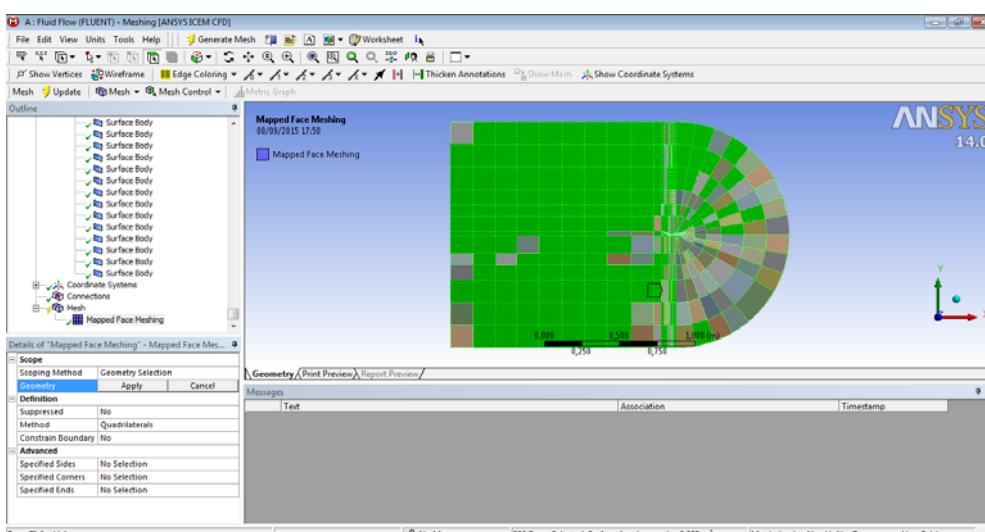 A : Fluid Flow (FLUENT) - Meshing [ANSYS ICEM CFD]
File Edit View Units Tools Help Generate Mesh Worksheet
Show Vertices Wireframe Edge Coloring Thicken Annotations Show Mesh Show Coordinate Systems
Mesh Update Mesh Mesh Control Metric Graph
Outline
Surface Body
Surface Body
Surface Body
Surface Body
Surface Body
Surface Body
Surface Body
Surface Body
Surface Body
Surface Body
Surface Body
Surface Body
Surface Body
Surface Body
Coordinate Systems
Connections
Mesh
Mapped Face Meshing
Details of "Mapped Face Meshing" - Mapped Face Mes...
Scope
Scoping Method Geometry Selection
Geometry Apply Cancel
Definition
Suppressed No
Method Quadrilaterals
Constrain Boundary No
Advanced
Specified Sides No Selection
Specified Corners No Selection
Specified Ends No Selection
Mapped Face Meshing
17:50
Mapped Face Meshing
ANSYS
14.0
0,000 0,500 1,000 (m)
0,250 0,750
Y
X
Geometry Print Preview Report Preview
Messages
Text Association Timestamp